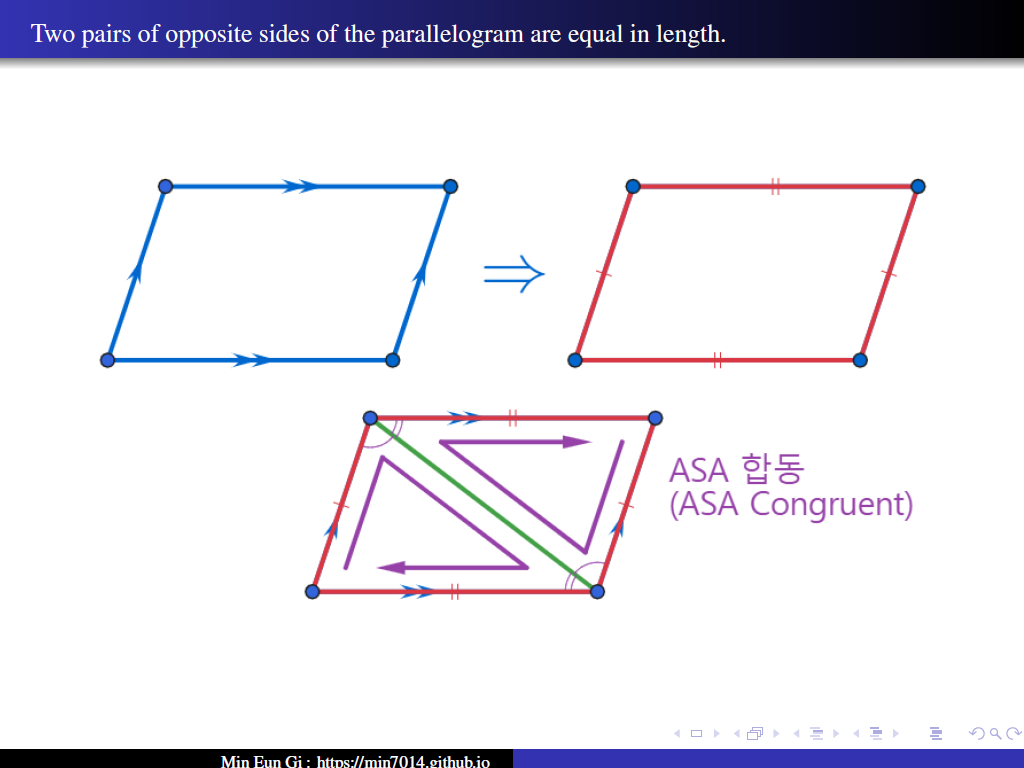 Two pairs of opposite sides of the parallelogram are equal in length.
ASA 합동
(ASA Congruent)
Min Eun Gi : https://min7014.github.io